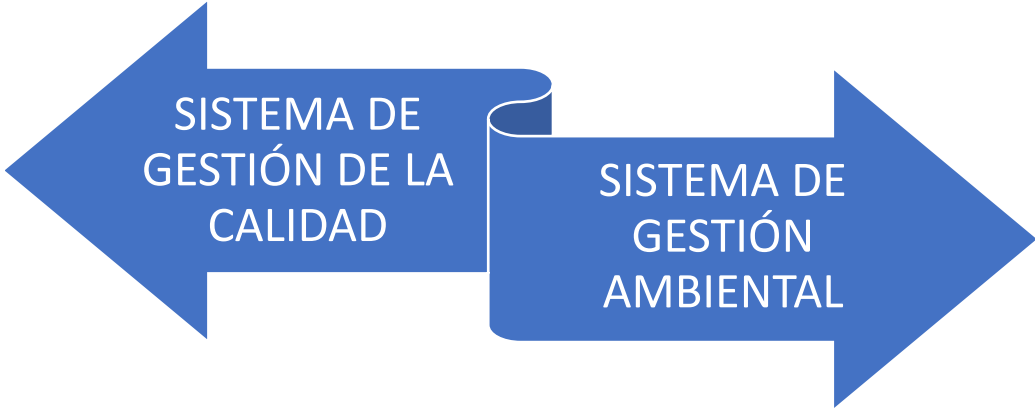 SISTEMA DE
GESTIÓN DE LA
CALIDAD
SISTEMA DE
GESTIÓN
AMBIENTAL